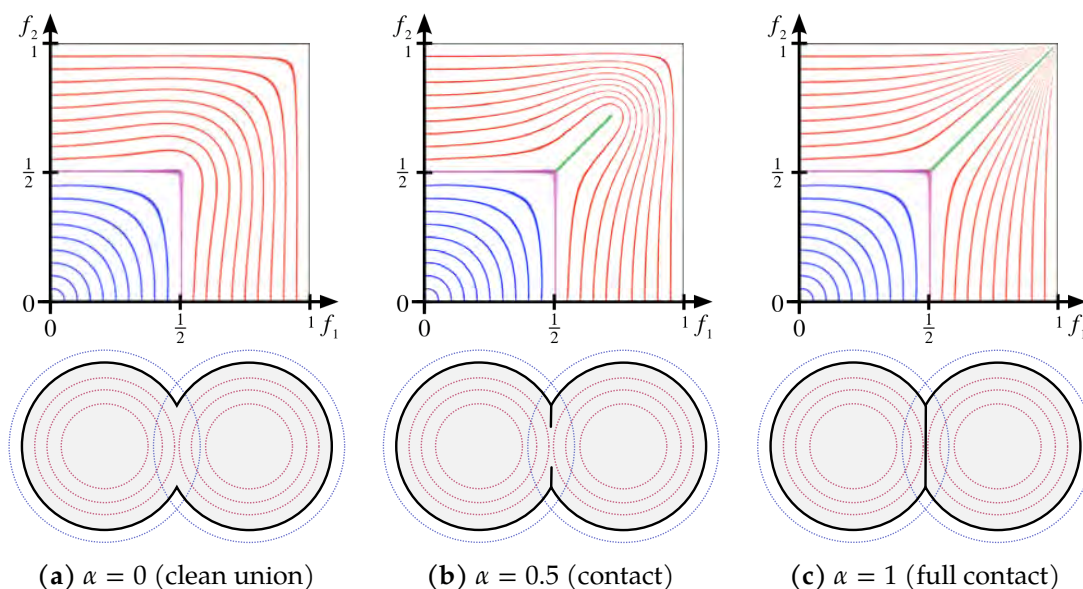 f₂ f₂ f₂
1 1 1
½ ½ ½
0 0 0
0 ½ 1 f₁ 0 ½ 1 f₁ 0 ½ 1 f₁
(a) α = 0 (clean union) (b) α = 0.5 (contact) (c) α = 1 (full contact)